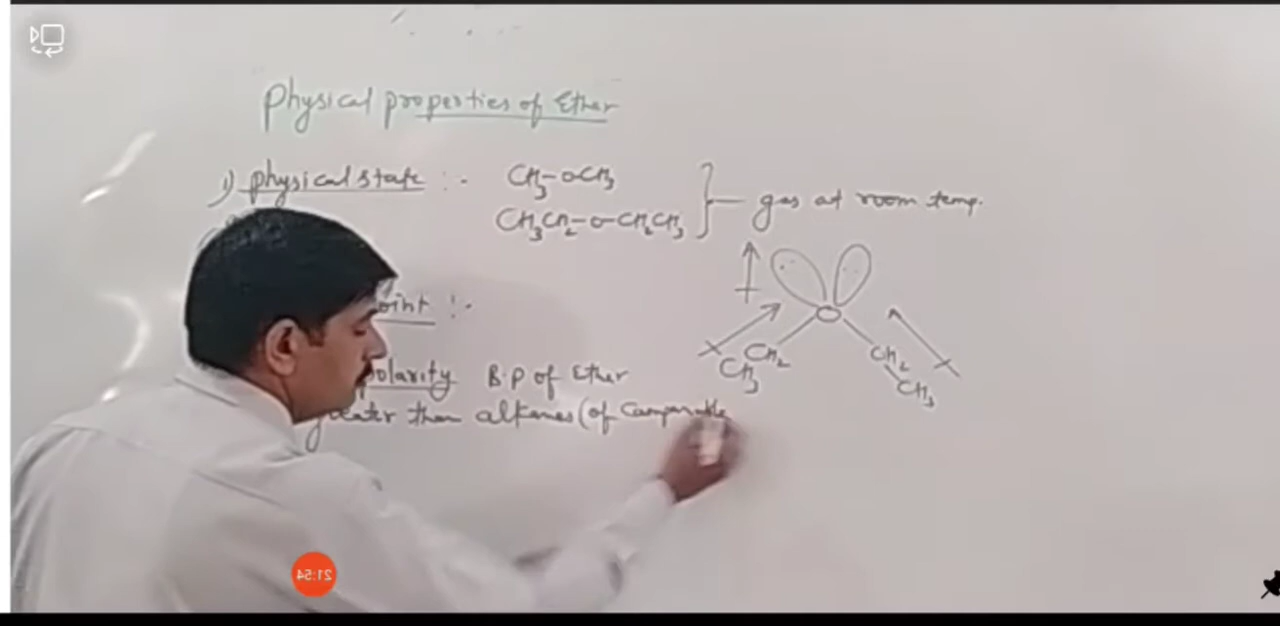 Physical properties of Ether
1) physical state :- CH3-OCH3
CH3CH2-O-CH2CH3
gas at room temp.
oint :-
O
CH2 CH2
CH3 CH3
polarity B.P of Ether
greater than alkanes (of Comparable
21:54